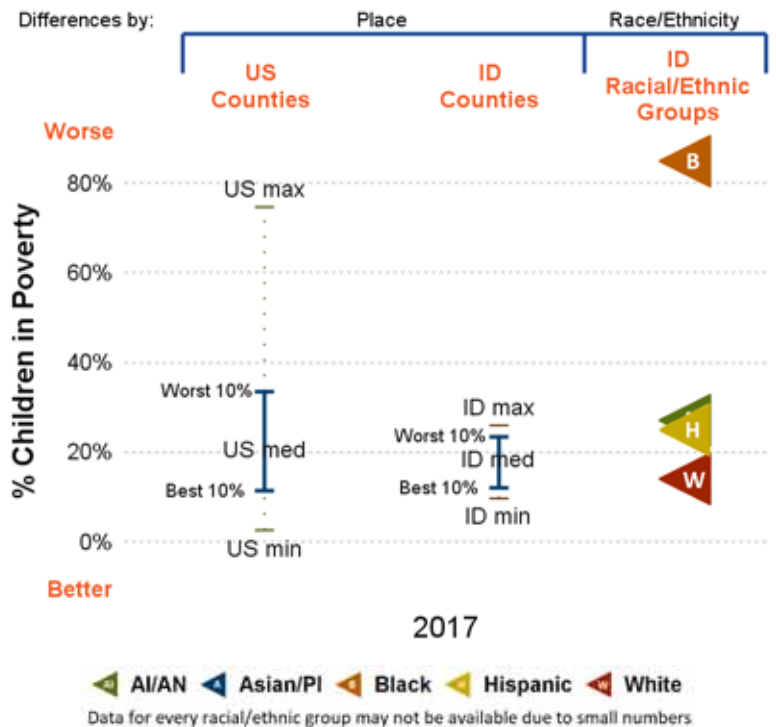 Differences by: Place Race/Ethnicity
US Counties
ID Counties
ID Racial/Ethnic Groups
Worse
% Children in Poverty
80%
60%
40%
20%
0%
US max
Worst 10%
US med
Best 10%
US min
ID max
Worst 10%
ID med
Best 10%
ID min
B
H
W
Better
2017
AI AI/AN A Asian/PI B Black H Hispanic W White
Data for every racial/ethnic group may not be available due to small numbers